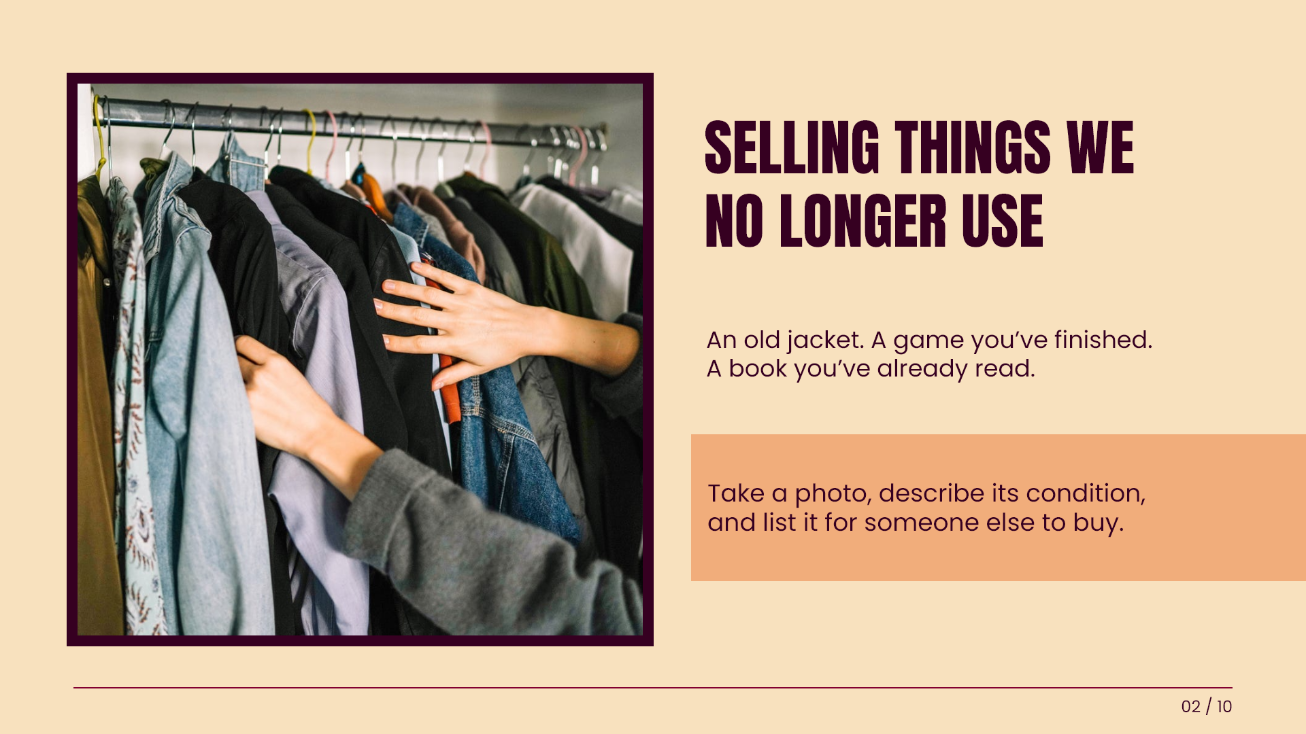 SELLING THINGS WE
NO LONGER USE
An old jacket. A game you’ve finished.
A book you’ve already read.
Take a photo, describe its condition,
and list it for someone else to buy.
02 / 10